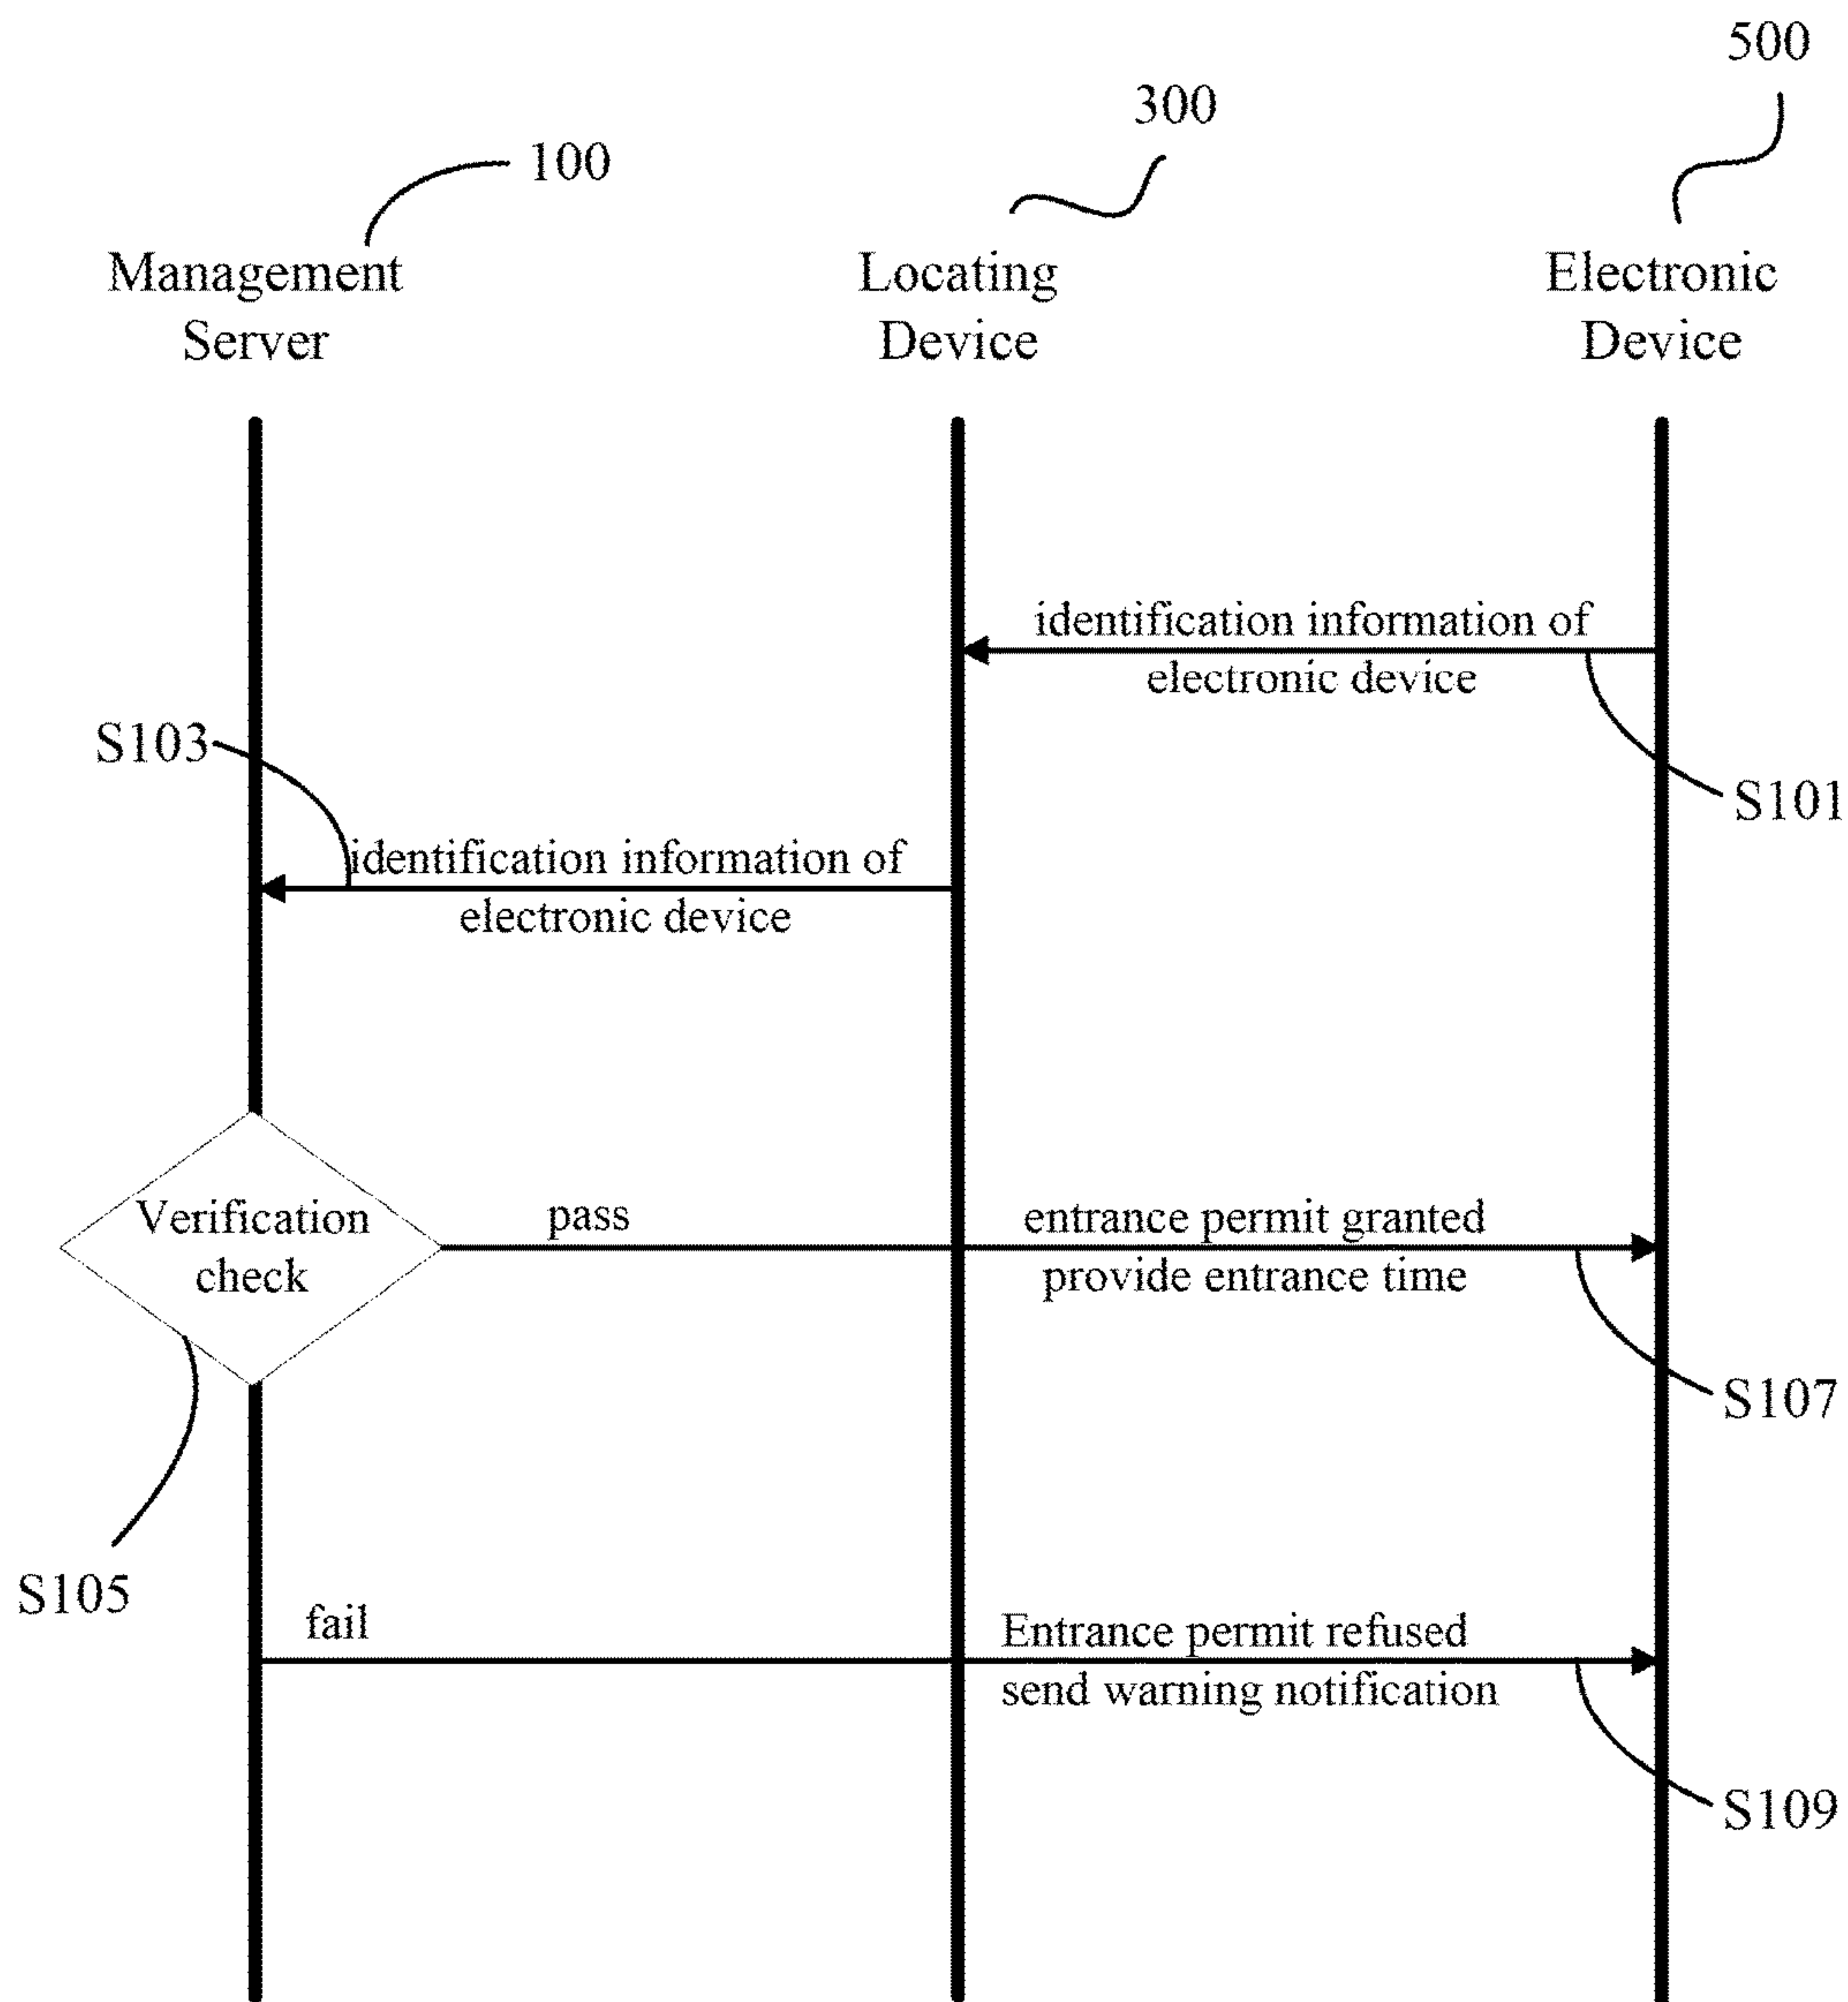 500
300
100
Management
Server
Locating
Device
Electronic
Device
identification information of
electronic device
S101
S103
identification information of
electronic device
Verification
check
pass
entrance permit granted
provide entrance time
S107
S105
fail
Entrance permit refused
send warning notification
S109